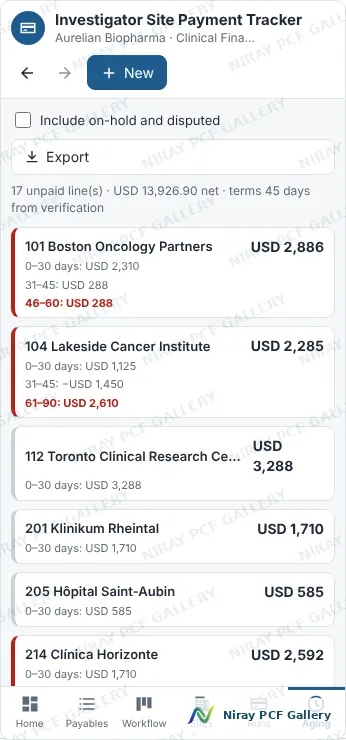 Investigator Site Payment Tracker
Aurelian Biopharma · Clinical Fina...
New
Include on-hold and disputed
Export
17 unpaid line(s) · USD 13,926.90 net · terms 45 days
from verification
101 Boston Oncology Partners USD 2,886
0–30 days: USD 2,310
31–45: USD 288
46–60: USD 288
104 Lakeside Cancer Institute USD 2,285
0–30 days: USD 1,125
31–45: −USD 1,450
61–90: USD 2,610
112 Toronto Clinical Research Ce... USD
3,288
0–30 days: USD 3,288
201 Klinikum Rheintal USD 1,710
0–30 days: USD 1,710
205 Hôpital Saint-Aubin USD 585
0–30 days: USD 585
214 Clínica Horizonte USD 2,592
0–30 days: USD 1,710
Home Payables Workflow Runs Aging
Niray PCF Gallery
NIRAY PCF GALLERY